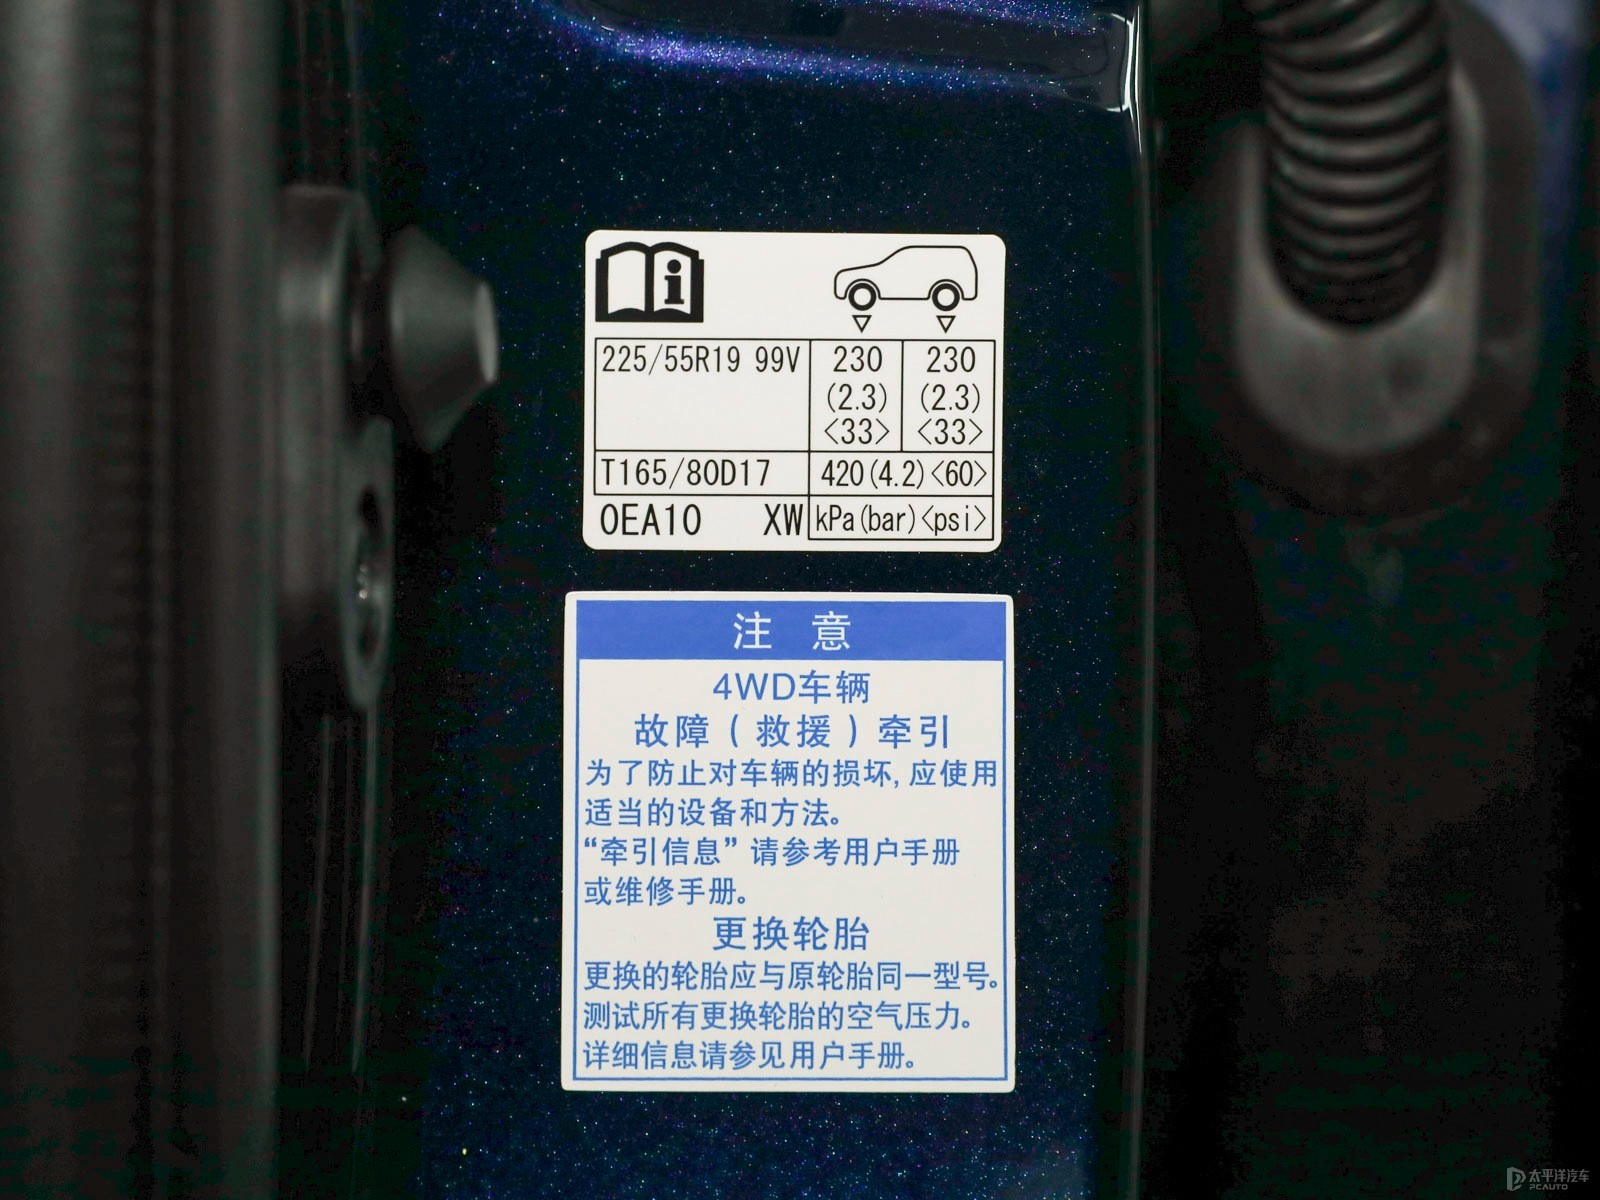 i
225/55R19 99V 230 230
(2.3) (2.3)
<33> <33>
T165/80D17 420(4.2)<60>
0EA10 XW kPa(bar)<psi>
注 意
4WD车辆
故障（救援）牵引
为了防止对车辆的损坏,应使用
适当的设备和方法。
“牵引信息”请参考用户手册
或维修手册。
更换轮胎
更换的轮胎应与原轮胎同一型号。
测试所有更换轮胎的空气压力。
详细信息请参见用户手册。
太平洋汽车
PCAUTO